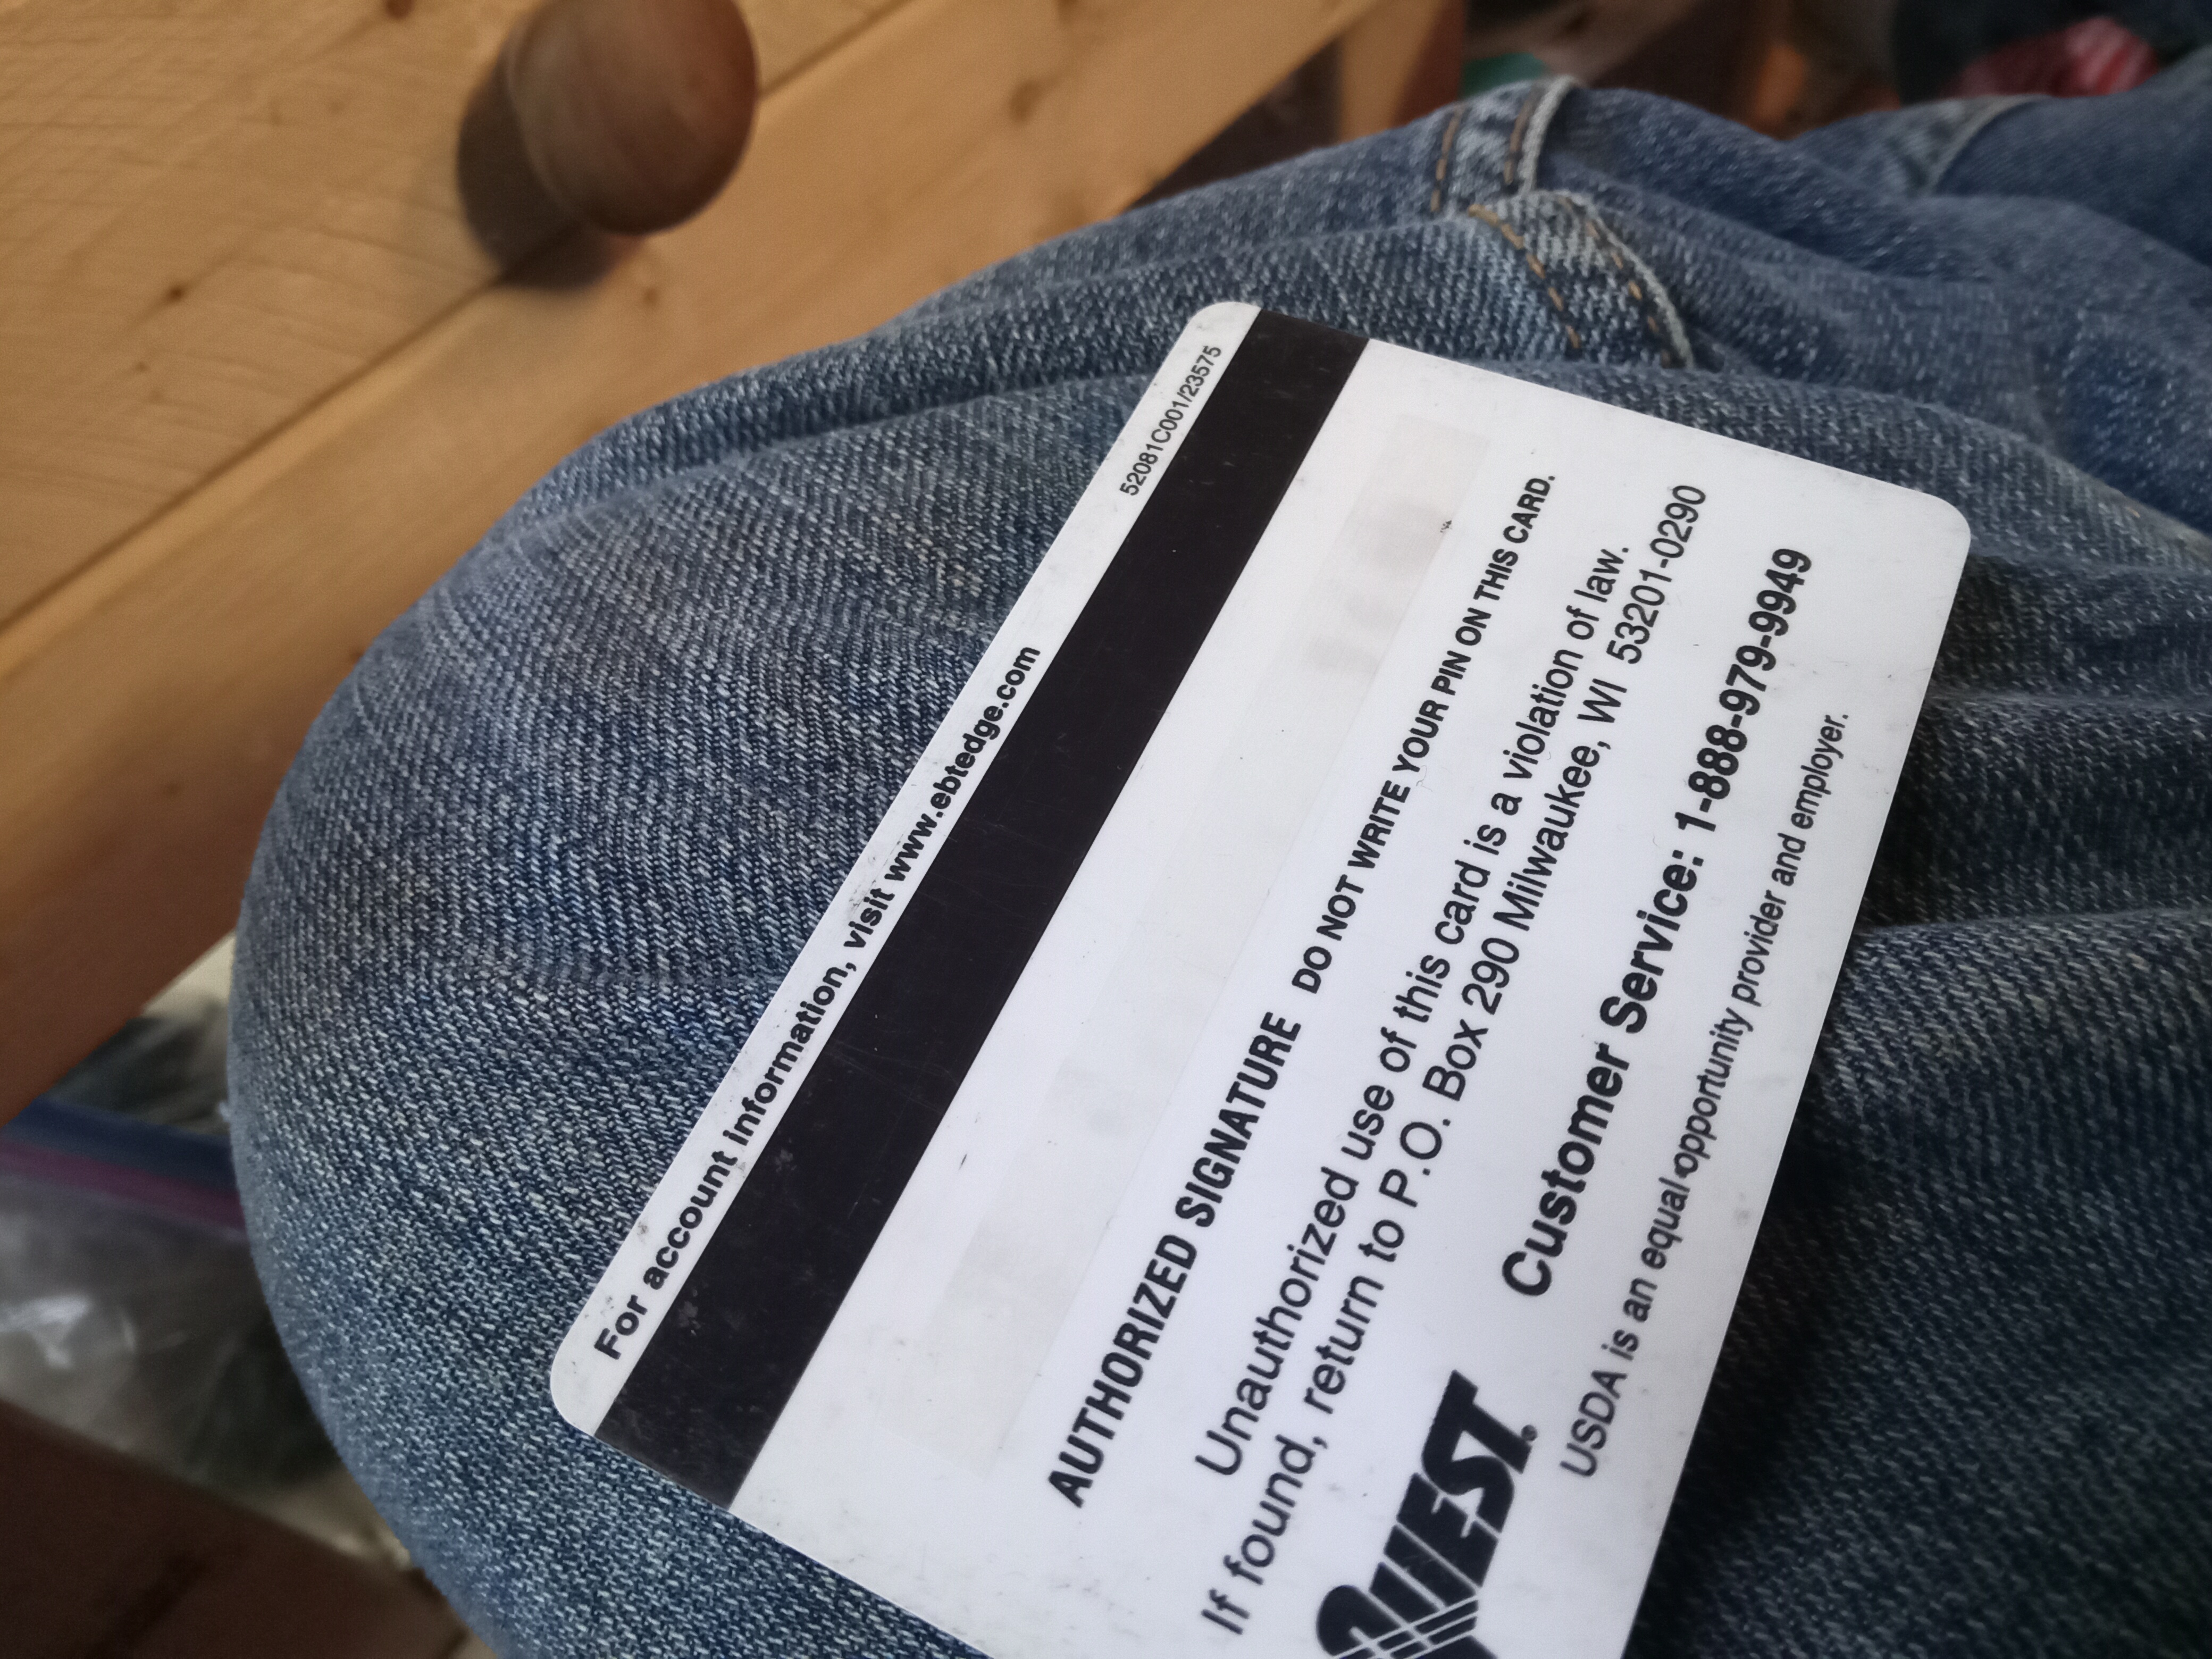 52081C001/23575
For account information, visit www.ebtedge.com
AUTHORIZED SIGNATURE DO NOT WRITE YOUR PIN ON THIS CARD.
Unauthorized use of this card is a violation of law.
If found, return to P.O. Box 290 Milwaukee, WI 53201-0290
QUEST® Customer Service: 1-888-979-9949
USDA is an equal opportunity provider and employer.